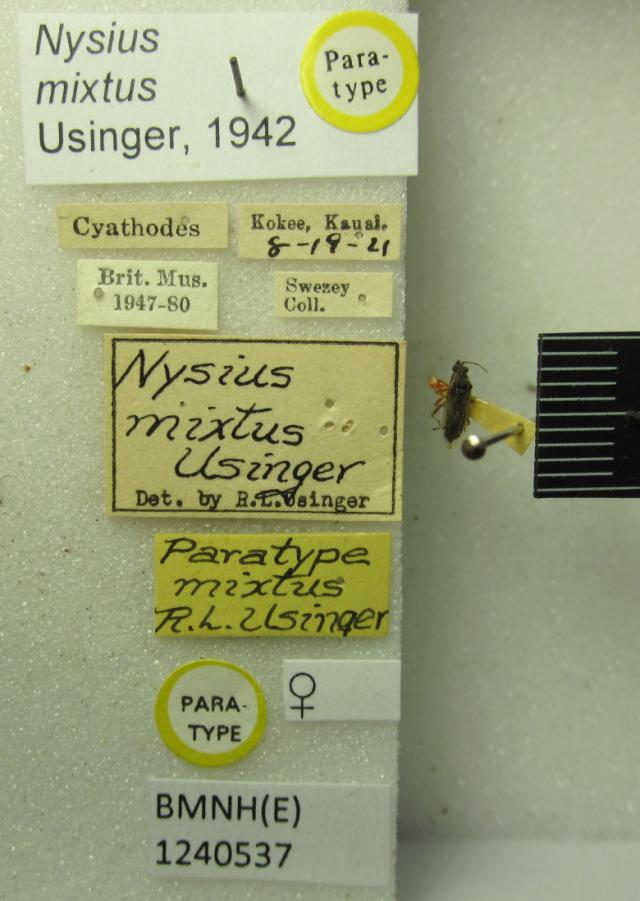 Nysius
mixtus
Usinger, 1942
Para-
type
Cyathodes
Kokee, Kauai.
8-19-21
Brit. Mus.
1947-80
Swezey
Coll.
Nysius
mixtus
Usinger
Det. by R.L.Usinger
Paratype
mixtus
R.L. Usinger
PARA-
TYPE
♀
BMNH(E)
1240537